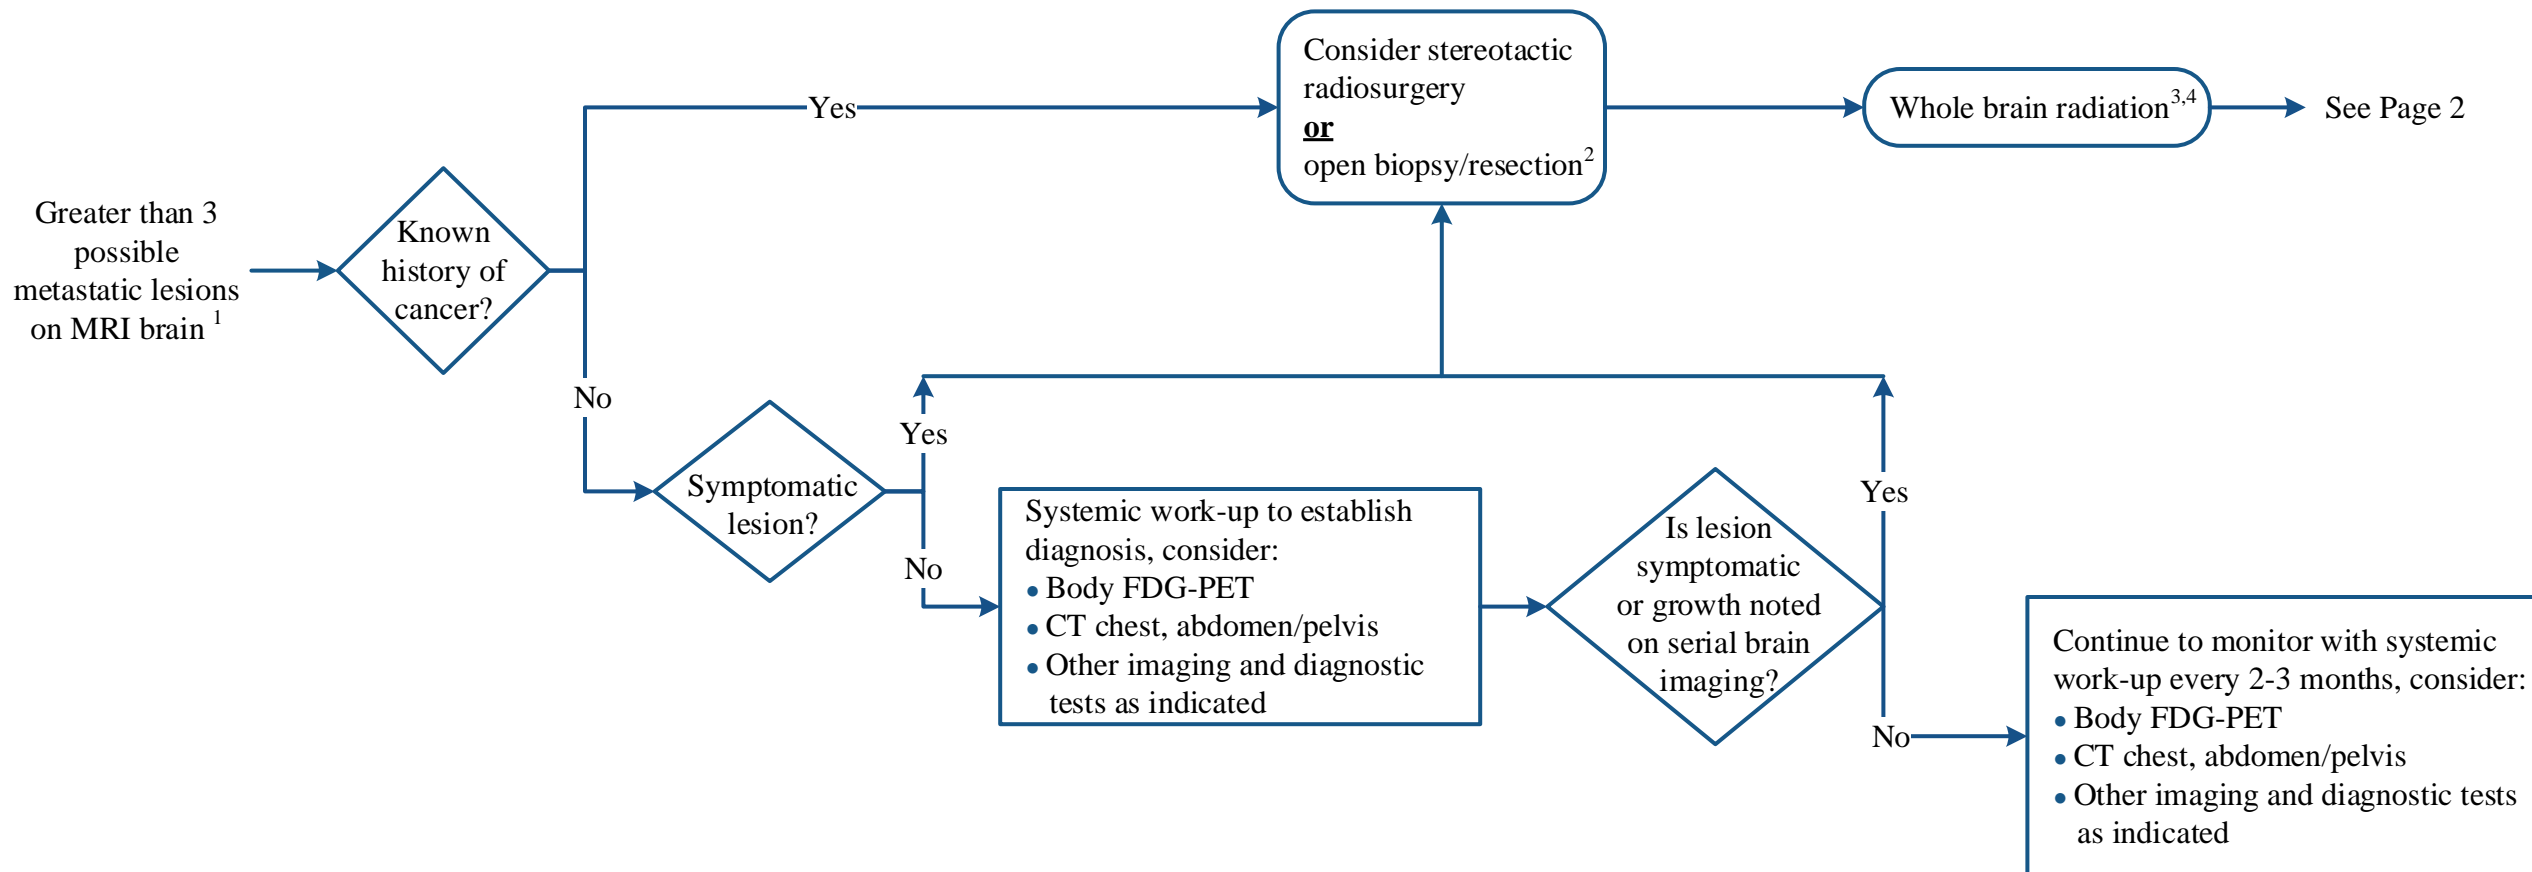 Greater than 3
possible
metastatic lesions
on MRI brain 1
Known
history of
cancer?
Yes
No
Consider stereotactic
radiosurgery
or
open biopsy/resection2
Whole brain radiation3,4
See Page 2
Symptomatic
lesion?
Yes
No
Systemic work-up to establish
diagnosis, consider:
● Body FDG-PET
● CT chest, abdomen/pelvis
● Other imaging and diagnostic
tests as indicated
Is lesion
symptomatic
or growth noted
on serial brain
imaging?
Yes
No
Continue to monitor with systemic
work-up every 2-3 months, consider:
● Body FDG-PET
● CT chest, abdomen/pelvis
● Other imaging and diagnostic tests
as indicated